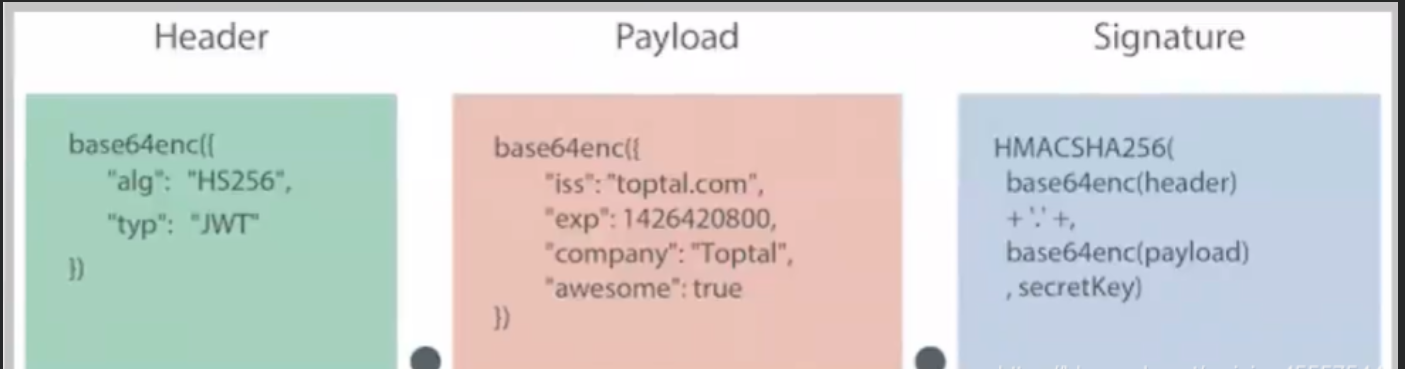 Header
base64enc({
"alg": "HS256",
"typ": "JWT"
})
Payload
base64enc({
"iss": "toptal.com",
"exp": 1426420800,
"company": "Toptal",
"awesome": true
})
Signature
HMACSHA256(
base64enc(header)
+ '.' +,
base64enc(payload)
, secretKey)